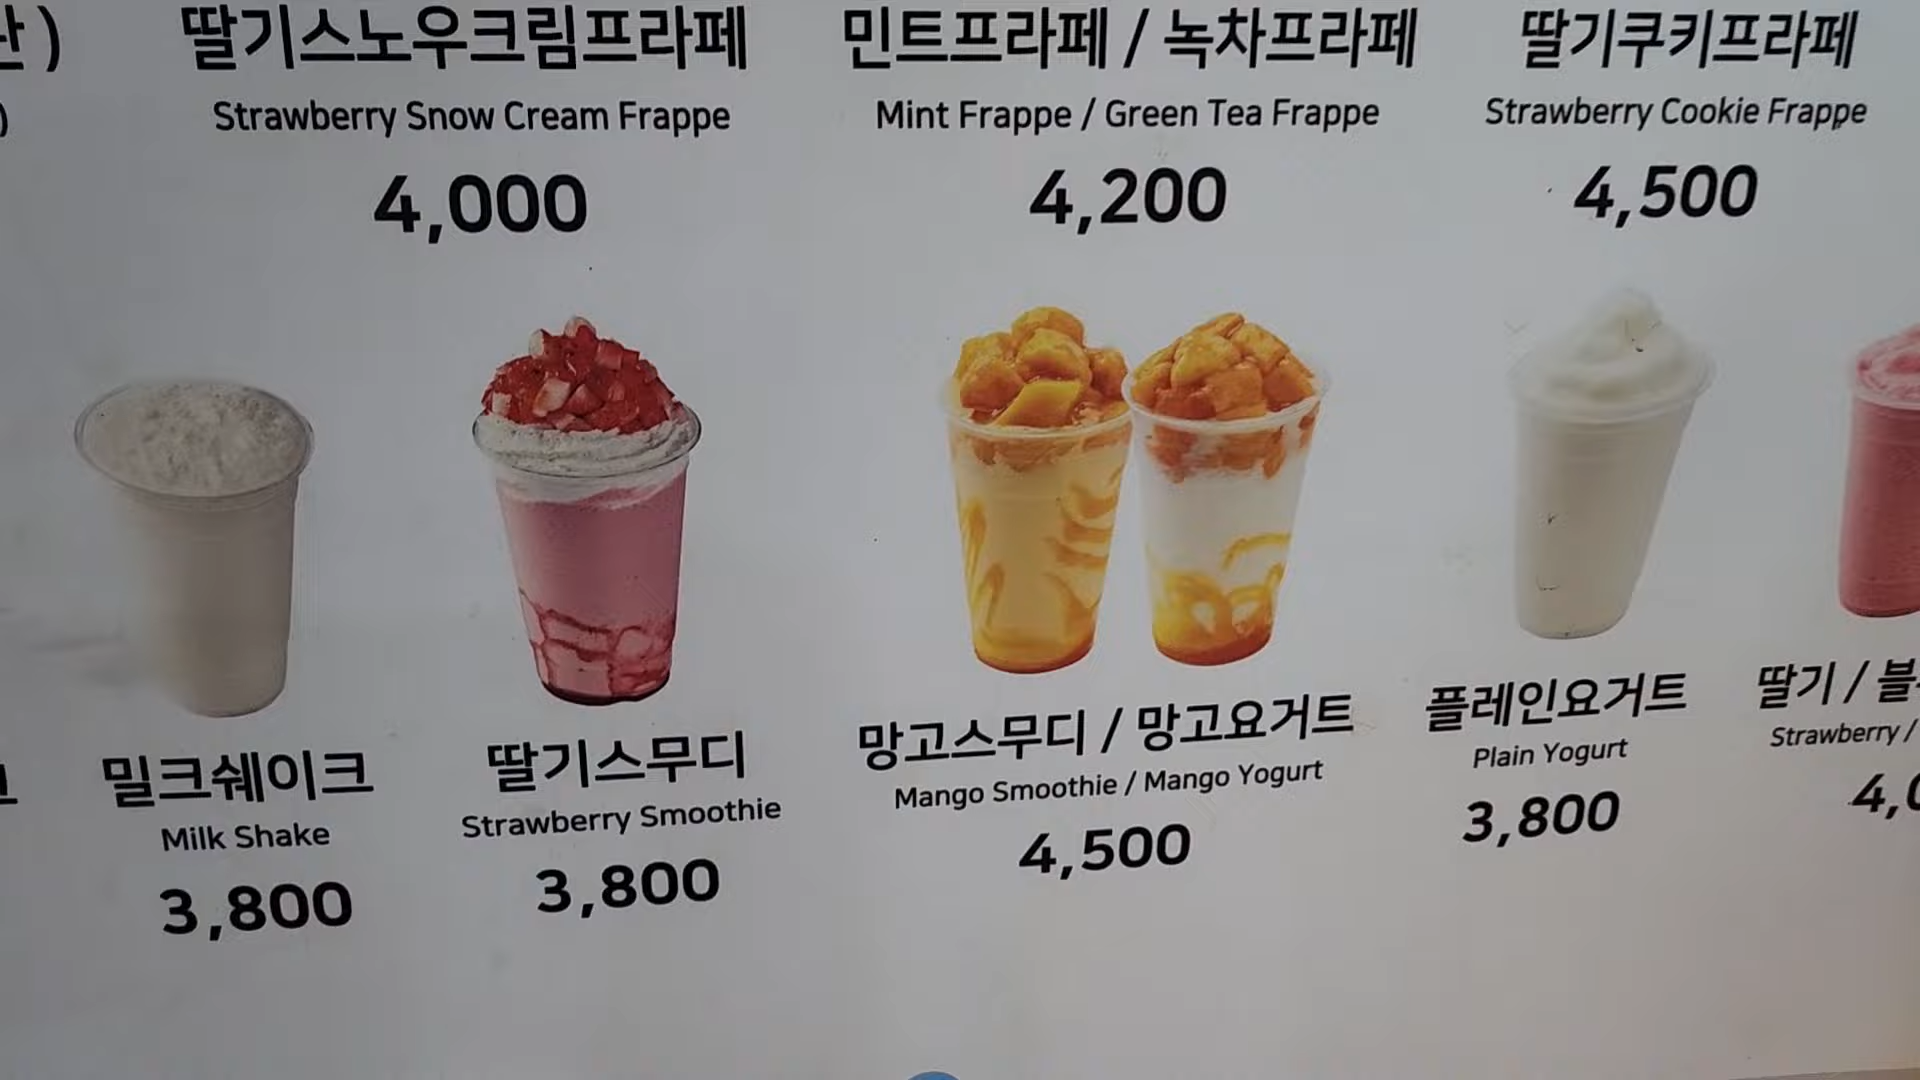 딸기스노우크림프라페
Strawberry Snow Cream Frappe
4,000
민트프라페 / 녹차프라페
Mint Frappe / Green Tea Frappe
4,200
딸기쿠키프라페
Strawberry Cookie Frappe
4,500
밀크쉐이크
Milk Shake
3,800
딸기스무디
Strawberry Smoothie
3,800
망고스무디 / 망고요거트
Mango Smoothie / Mango Yogurt
4,500
플레인요거트
Plain Yogurt
3,800
딸기 / 블
Strawberry /